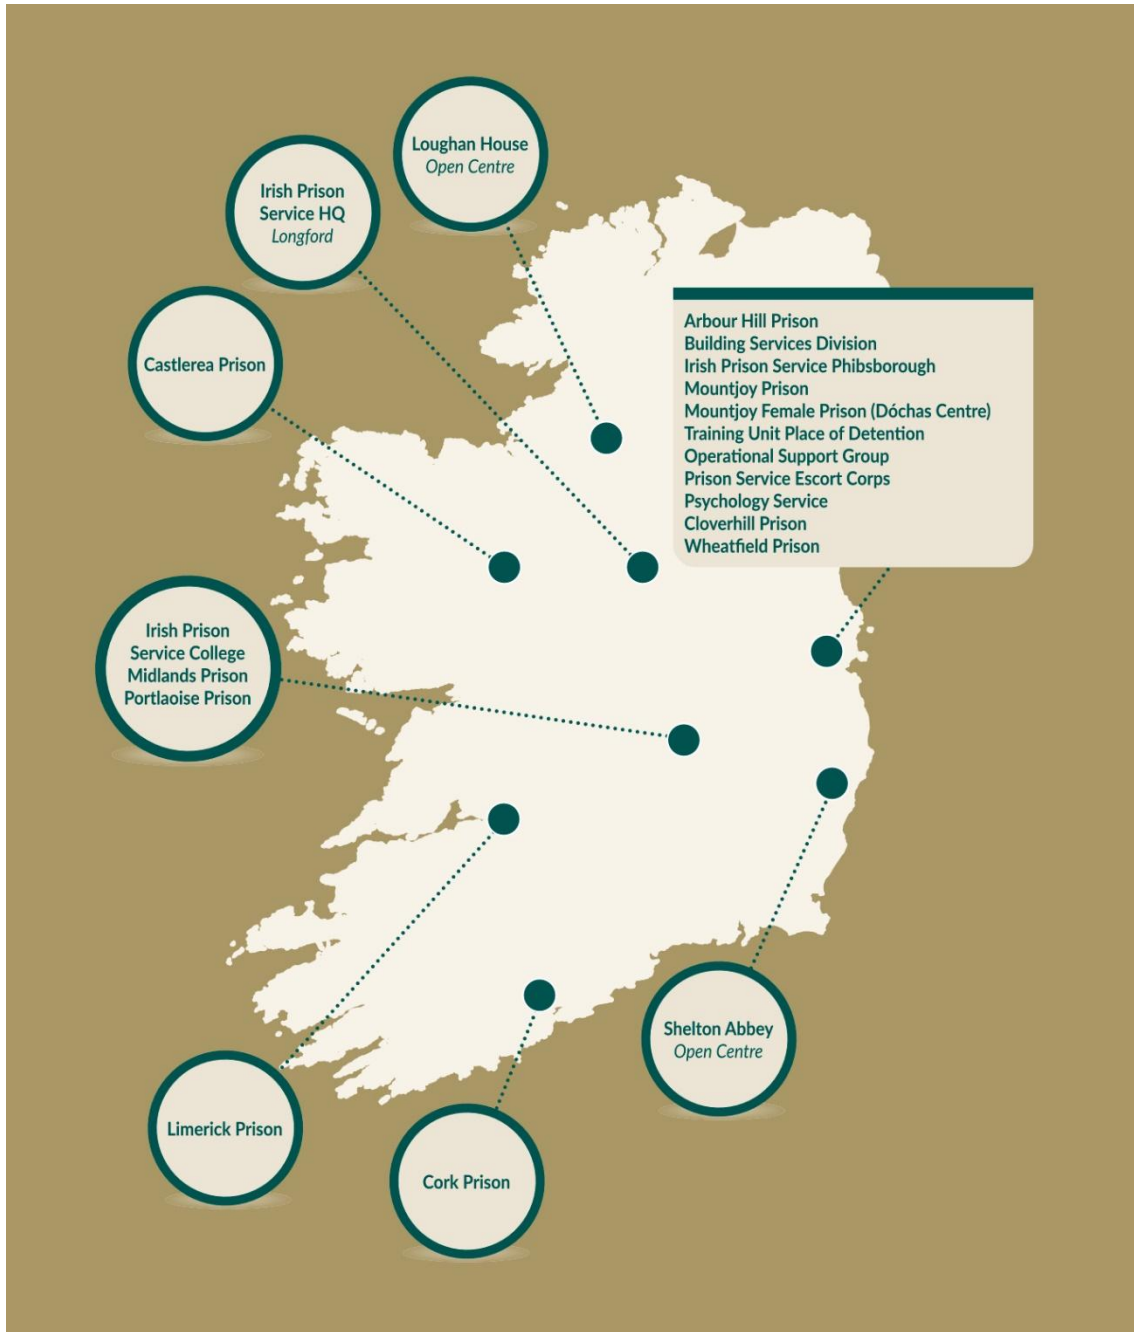 Loughan House
Open Centre
Irish Prison
Service HQ
Longford
Castlerea Prison
Arbour Hill Prison
Building Services Division
Irish Prison Service Phibsborough
Mountjoy Prison
Mountjoy Female Prison (Dóchas Centre)
Training Unit Place of Detention
Operational Support Group
Prison Service Escort Corps
Psychology Service
Cloverhill Prison
Wheatfield Prison
Irish Prison
Service College
Midlands Prison
Portlaoise Prison
Shelton Abbey
Open Centre
Limerick Prison
Cork Prison